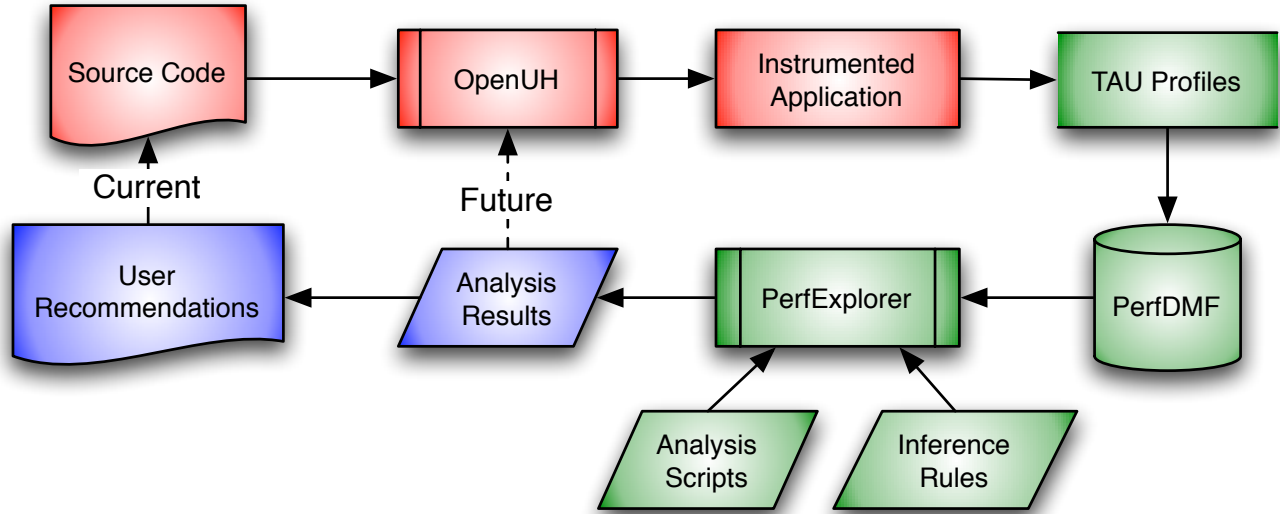 Source Code
OpenUH
Instrumented
Application
TAU Profiles
Current
Future
User
Recommendations
Analysis
Results
PerfExplorer
PerfDMF
Analysis
Scripts
Inference
Rules